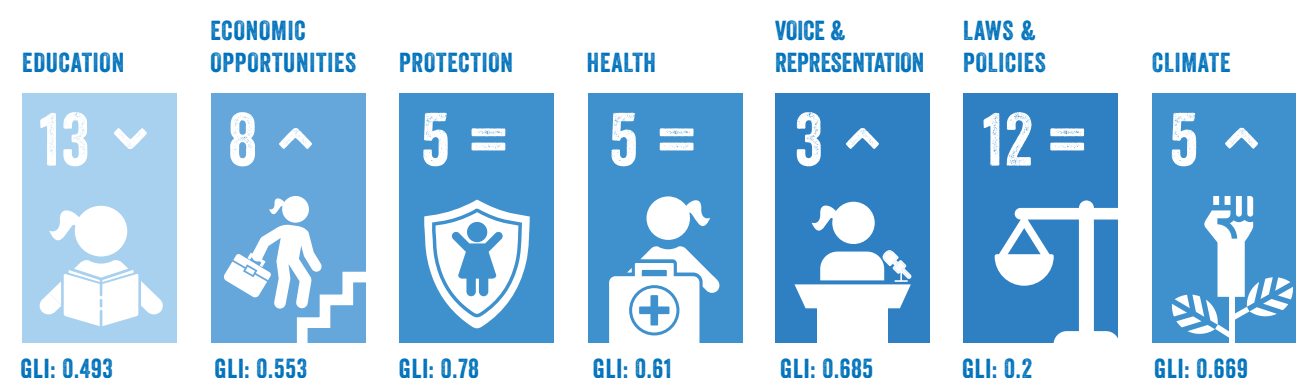 EDUCATION
13
GLI: 0.493
ECONOMIC
OPPORTUNITIES
8
GLI: 0.553
PROTECTION
5 =
GLI: 0.78
HEALTH
5 =
GLI: 0.61
VOICE &
REPRESENTATION
3
GLI: 0.685
LAWS &
POLICIES
12 =
GLI: 0.2
CLIMATE
5
GLI: 0.669